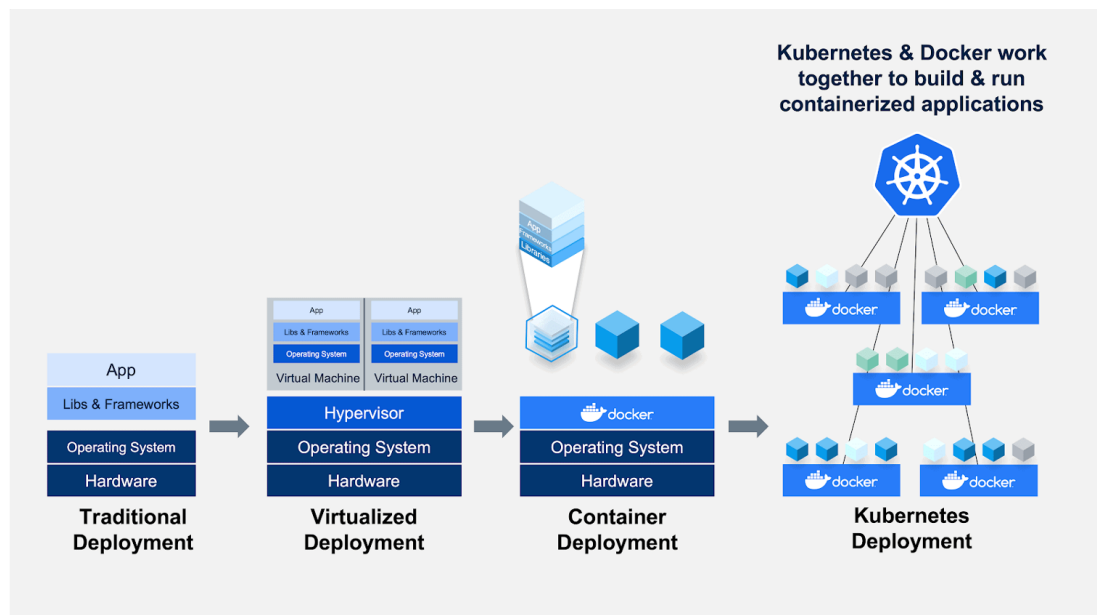 Kubernetes & Docker work
together to build & run
containerized applications
App
Frameworks
Libraries
App
Libs & Frameworks
Operating System
Virtual Machine
App
Libs & Frameworks
Operating System
Virtual Machine
App
Libs & Frameworks
Operating System
Hardware
Traditional
Deployment
Hypervisor
Operating System
Hardware
Virtualized
Deployment
docker
Operating System
Hardware
Container
Deployment
docker
docker
docker
docker
docker
Kubernetes
Deployment